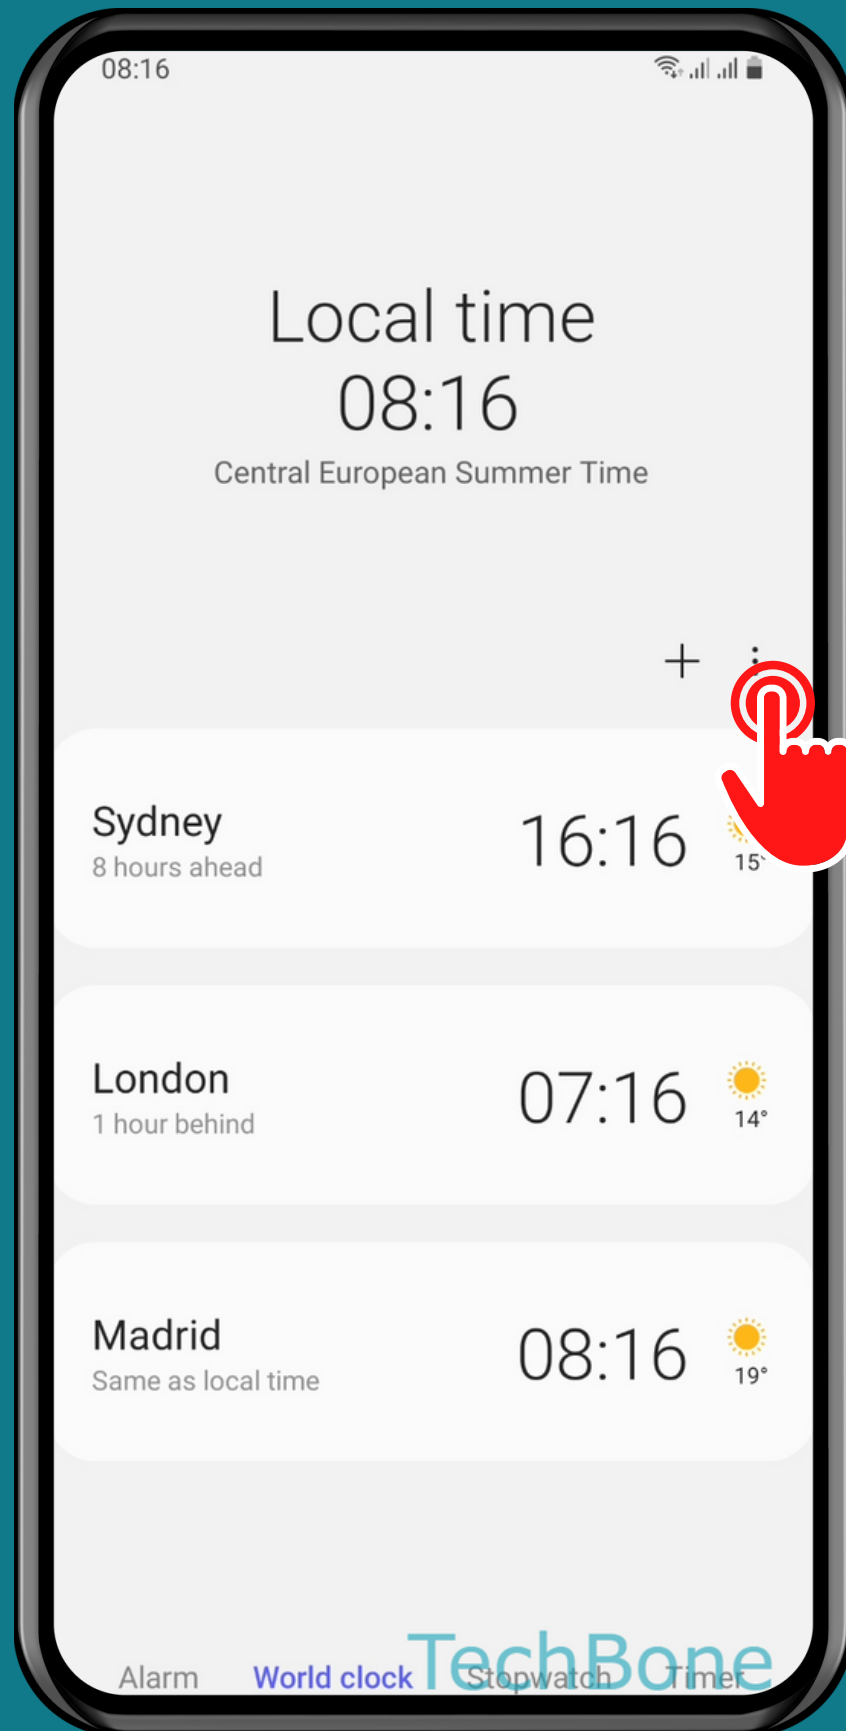 08:16
Local time
08:16
Central European Summer Time
Sydney
8 hours ahead
16:16
15°
London
1 hour behind
07:16
14°
Madrid
Same as local time
08:16
19°
Alarm World clock Stopwatch Timer
TechBone